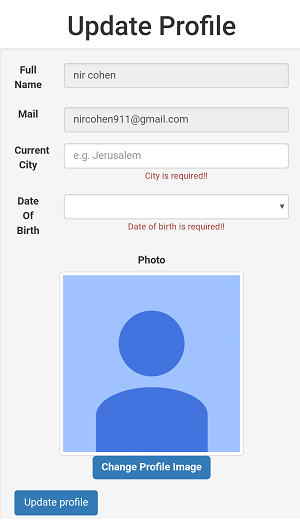 Update Profile
Full
Name
nir cohen
Mail
nircohen911@gmail.com
Current
City
e.g. Jerusalem
City is required!!
Date
Of
Birth
Date of birth is required!!
Photo
Change Profile Image
Update profile